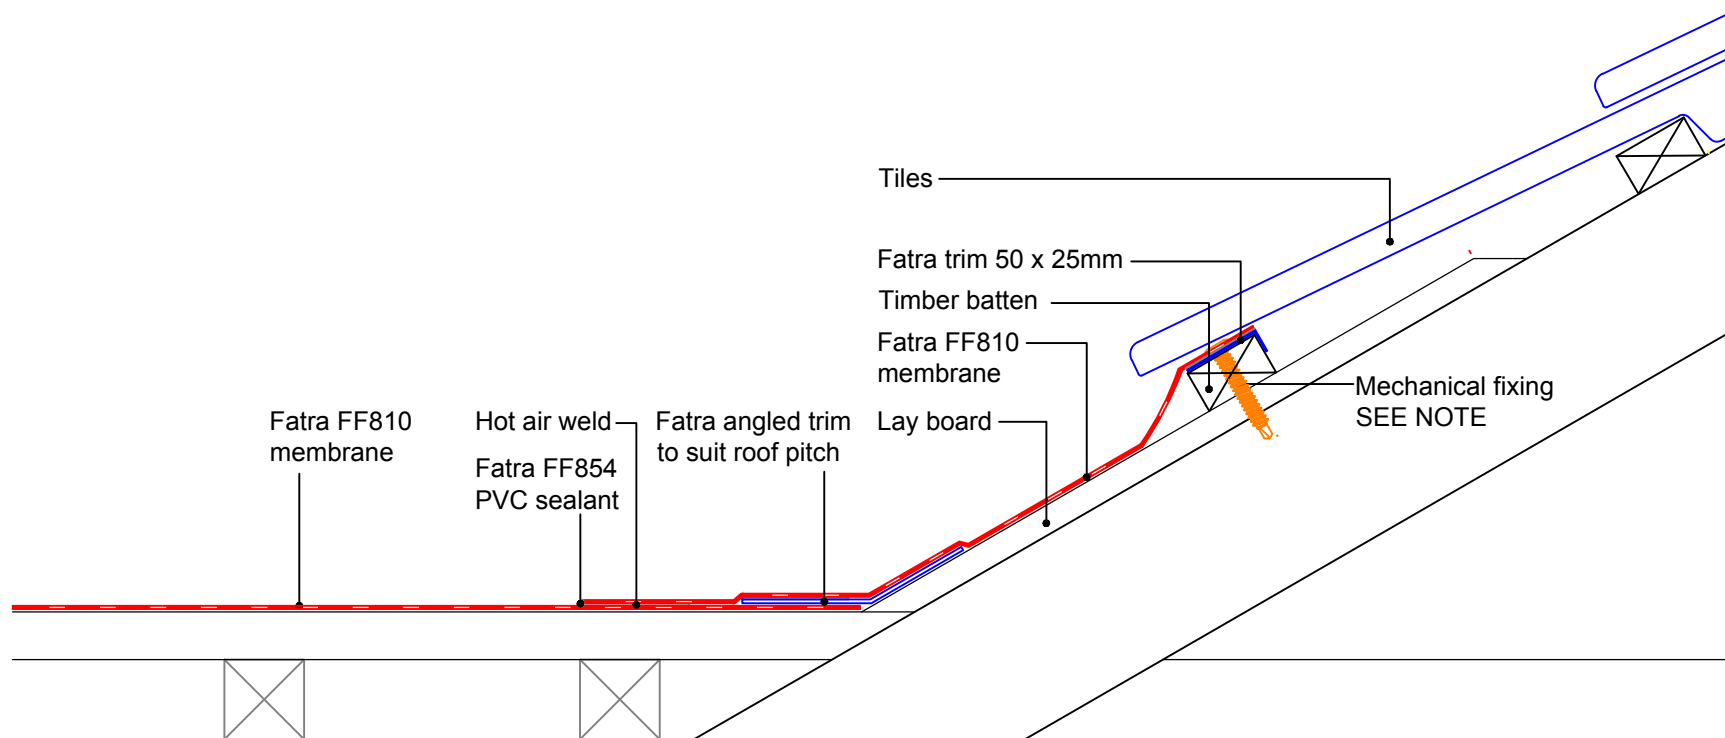 Tiles
Fatra trim 50 x 25mm
Timber batten
Fatra FF810
membrane
Mechanical fixing
SEE NOTE
Fatra FF810
membrane
Hot air weld
Fatra FF854
PVC sealant
Fatra angled trim
to suit roof pitch
Lay board